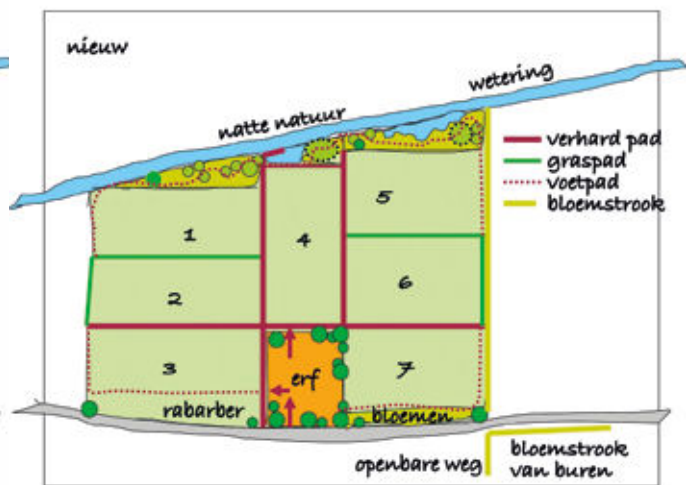 nieuw
wetering
natte natuur
verhard pad
graspad
voetpad
bloemstrook
5
1
4
2
6
3
erf
7
rabarber
bloemen
openbare weg
bloemstrook
van buren